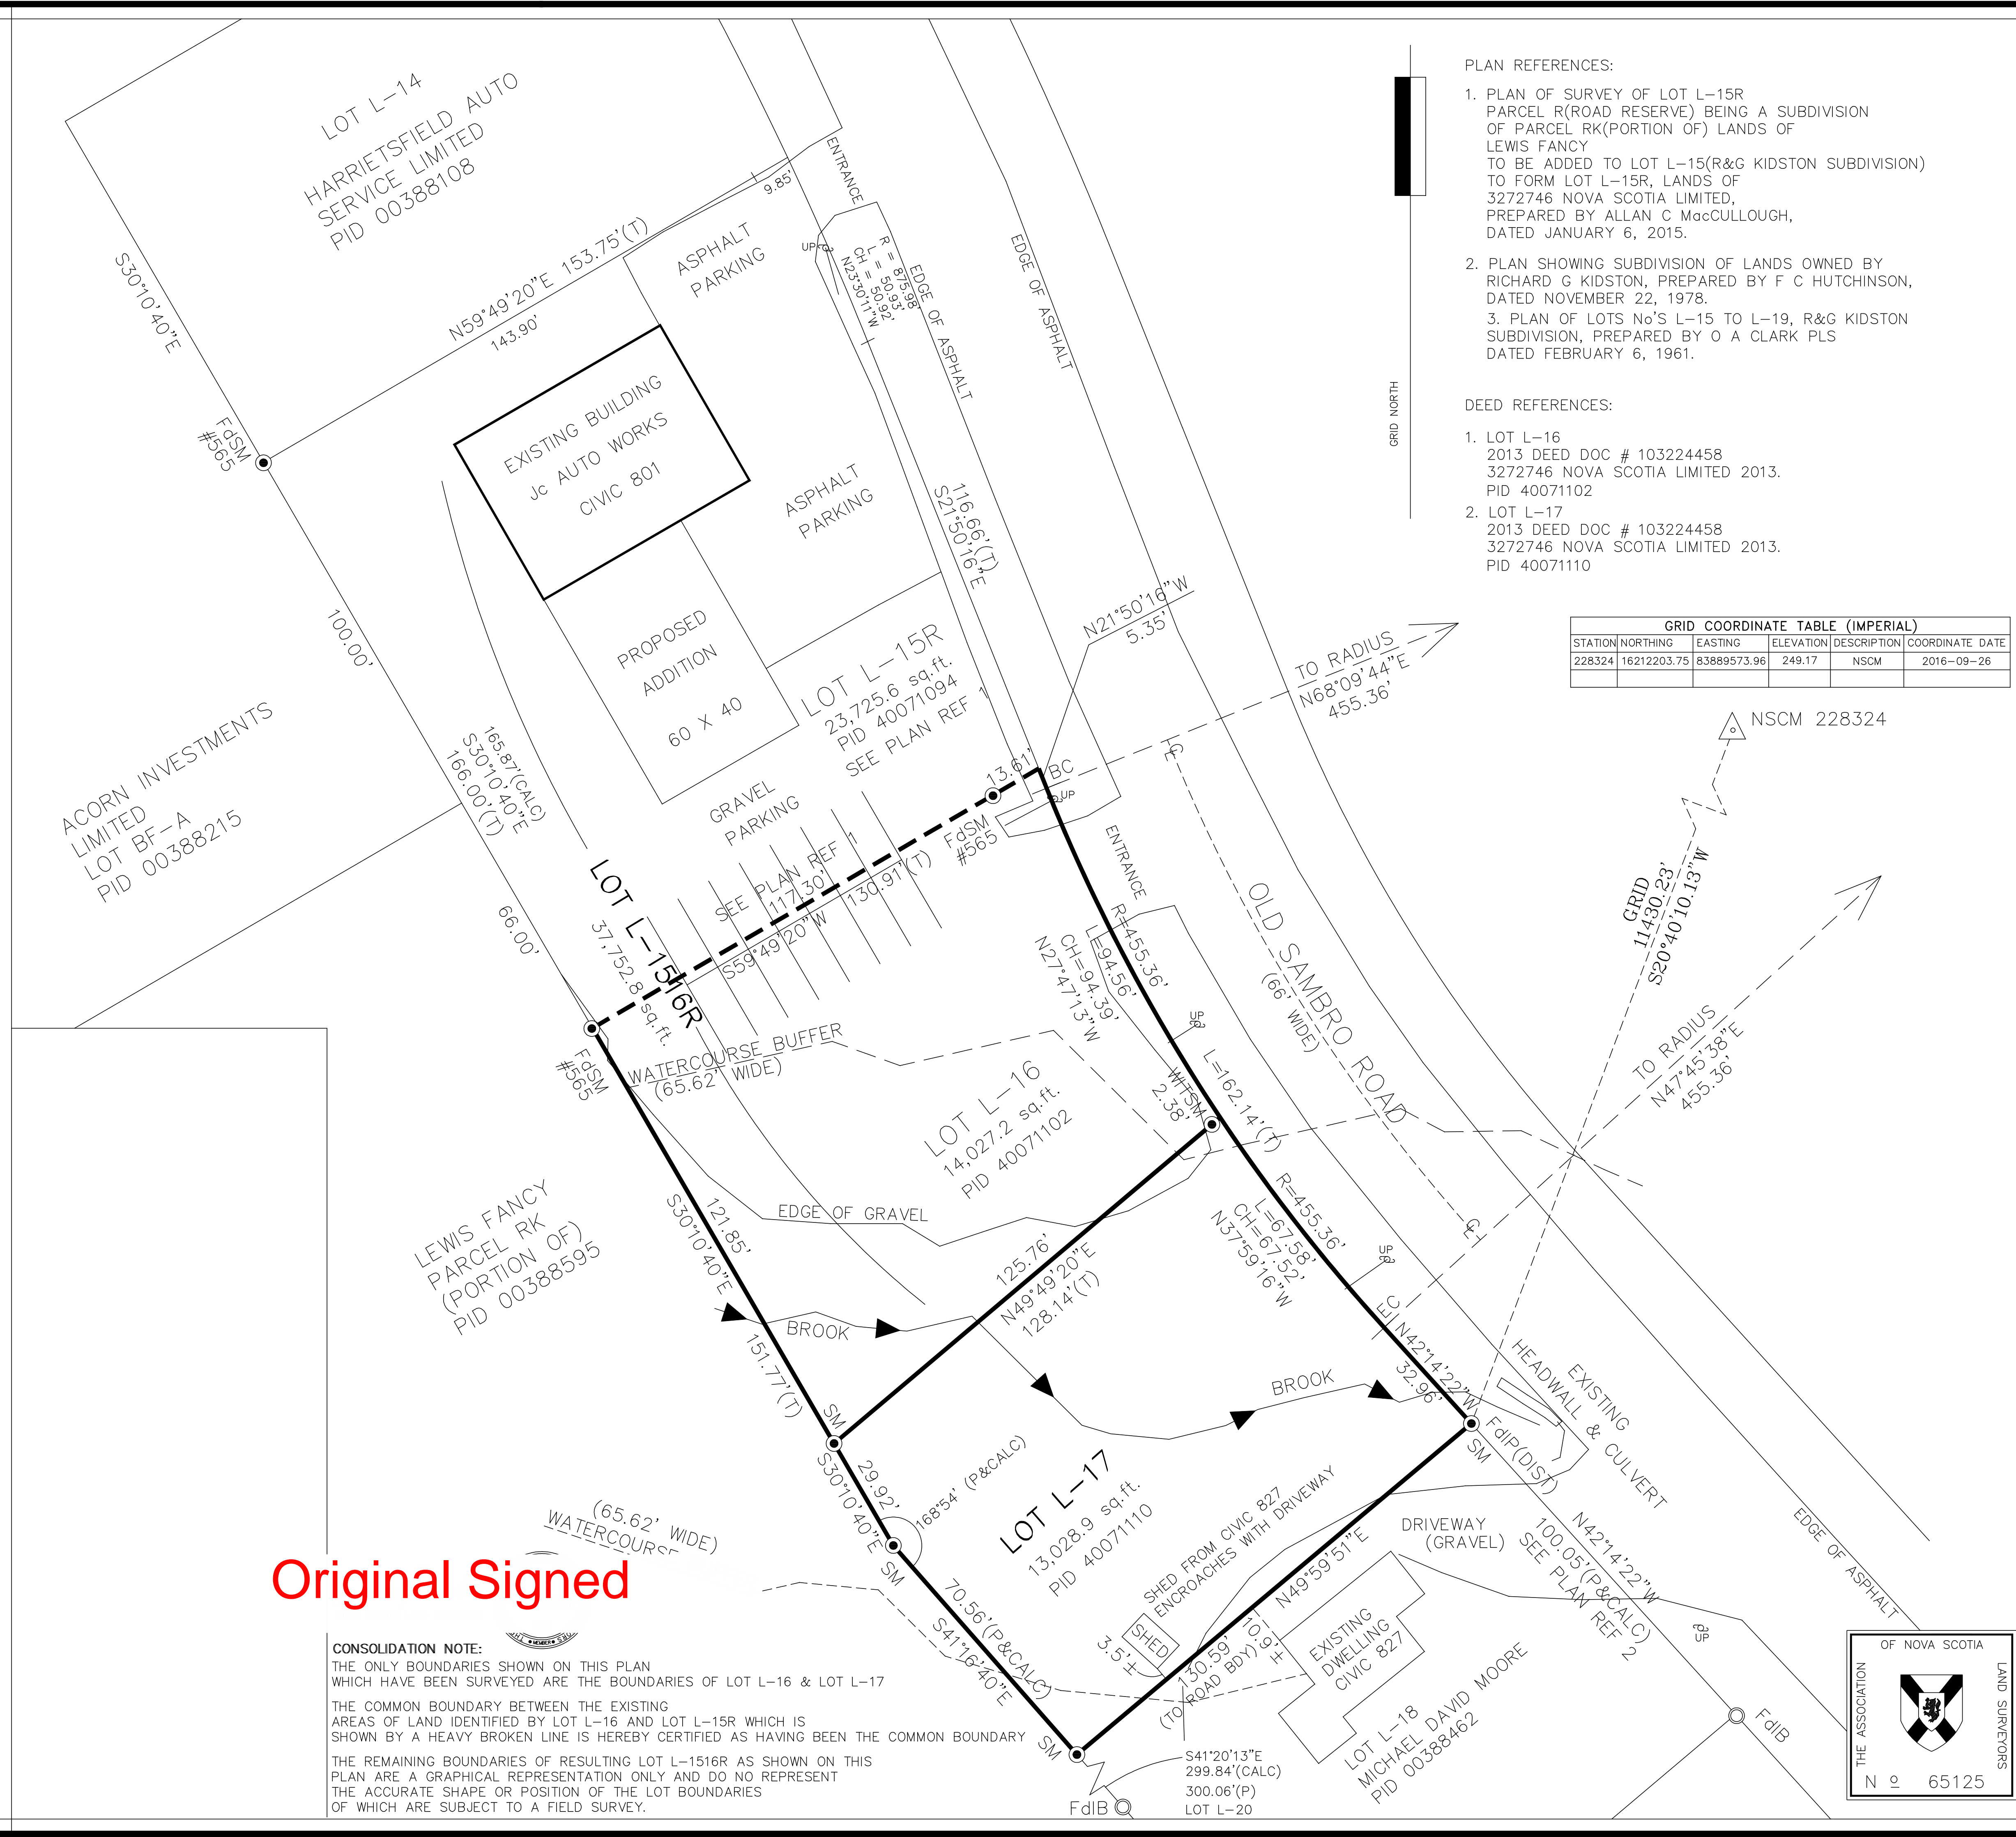 LOT L-14
HARRIETSFIELD AUTO
SERVICE LIMITED
PID 00388108
S30°10'40"E
N59°49'20"E 153.75'(T)
143.90'
9.85'
ENTRANCE
ASPHALT
PARKING
UP
R = 875.98'
L = 50.93'
CH = 50.92'
N23°30'11"W
EDGE OF ASPHALT
EDGE OF ASPHALT
FdSM
#565
EXISTING BUILDING
Jc AUTO WORKS
CIVIC 801
ASPHALT
PARKING
116.66'(T)
S21°50'16"E
100.00'
PROPOSED
ADDITION
60 X 40
LOT L-15R
23,725.6 sq.ft.
PID 40071094
SEE PLAN REF 1
N21°50'16"W
5.35'
TO RADIUS
N68°09'44"E
455.36'
ACORN INVESTMENTS
LIMITED
LOT BF-A
PID 00388215
165.87'(CALC)
S30°10'40"E
166.00'(T)
GRAVEL
PARKING
13.61'
BC
UP
FdSM
#565
ENTRANCE
66.00'
LOT L-1516R
37,752.8 sq.ft.
SEE PLAN REF 1
117.30'
130.91'(T)
S59°49'20"W
R=455.36'
L=94.56'
CH=94.39'
N27°47'13"W
OLD SAMBRO ROAD
(66' WIDE)
FdSM
#565
WATERCOURSE BUFFER
(65.62' WIDE)
LOT L-16
14,027.2 sq.ft.
PID 40071102
UP
WITSM
2.38'
L=162.14'(T)
R=455.36'
L=67.58'
CH=67.52'
N37°59'16"W
UP
LEWIS FANCY
PARCEL RK
(PORTION OF)
PID 00388595
121.85'
S30°10'40"E
EDGE OF GRAVEL
125.76'
N49°49'20"E
128.14'(T)
BROOK
151.77'(T)
BROOK
EC
N42°14'22"W
32.96'
EXISTING
HEADWALL & CULVERT
SM
FdIP(DIST)
SM
29.92'
S30°10'40"E
168°54' (P&CALC)
SM
LOT L-17
13,028.9 sq.ft.
PID 40071110
SHED FROM CIVIC 827
ENCROACHES WITH DRIVEWAY
SHED
3.5'±
N49°59'51"E
130.59'
(TO ROAD BDY)
10.9'±
DRIVEWAY
(GRAVEL)
EXISTING
DWELLING
CIVIC 827
LOT L-18
MICHAEL DAVID MOORE
PID 00388462
N42°14'22"W
100.05'(P&CALC)
SEE PLAN REF 2
UP
EDGE OF ASPHALT
FdIB
70.56'(P&CALC)
S41°16'40"E
SM
S41°20'13"E
299.84'(CALC)
300.06'(P)
LOT L-20
FdIB
(65.62' WIDE)
WATERCOURSE
Original Signed
MEMBER
CONSOLIDATION NOTE:
THE ONLY BOUNDARIES SHOWN ON THIS PLAN
WHICH HAVE BEEN SURVEYED ARE THE BOUNDARIES OF LOT L-16 & LOT L-17
THE COMMON BOUNDARY BETWEEN THE EXISTING
AREAS OF LAND IDENTIFIED BY LOT L-16 AND LOT L-15R WHICH IS
SHOWN BY A HEAVY BROKEN LINE IS HEREBY CERTIFIED AS HAVING BEEN THE COMMON BOUNDARY
THE REMAINING BOUNDARIES OF RESULTING LOT L-1516R AS SHOWN ON THIS
PLAN ARE A GRAPHICAL REPRESENTATION ONLY AND DO NO REPRESENT
THE ACCURATE SHAPE OR POSITION OF THE LOT BOUNDARIES
OF WHICH ARE SUBJECT TO A FIELD SURVEY.
GRID NORTH
PLAN REFERENCES:
1. PLAN OF SURVEY OF LOT L-15R
PARCEL R(ROAD RESERVE) BEING A SUBDIVISION
OF PARCEL RK(PORTION OF) LANDS OF
LEWIS FANCY
TO BE ADDED TO LOT L-15(R&G KIDSTON SUBDIVISION)
TO FORM LOT L-15R, LANDS OF
3272746 NOVA SCOTIA LIMITED,
PREPARED BY ALLAN C MacCULLOUGH,
DATED JANUARY 6, 2015.
2. PLAN SHOWING SUBDIVISION OF LANDS OWNED BY
RICHARD G KIDSTON, PREPARED BY F C HUTCHINSON,
DATED NOVEMBER 22, 1978.
3. PLAN OF LOTS No'S L-15 TO L-19, R&G KIDSTON
SUBDIVISION, PREPARED BY O A CLARK PLS
DATED FEBRUARY 6, 1961.
DEED REFERENCES:
1. LOT L-16
2013 DEED DOC # 103224458
3272746 NOVA SCOTIA LIMITED 2013.
PID 40071102
2. LOT L-17
2013 DEED DOC # 103224458
3272746 NOVA SCOTIA LIMITED 2013.
PID 40071110
GRID COORDINATE TABLE (IMPERIAL)
STATION NORTHING EASTING ELEVATION DESCRIPTION COORDINATE DATE
228324 16212203.75 83889573.96 249.17 NSCM 2016-09-26
NSCM 228324
GRID
11430.23'
S20°40'10.13"W
TO RADIUS
N47°45'38"E
455.36'
THE ASSOCIATION
OF NOVA SCOTIA
LAND SURVEYORS
Nº 65125